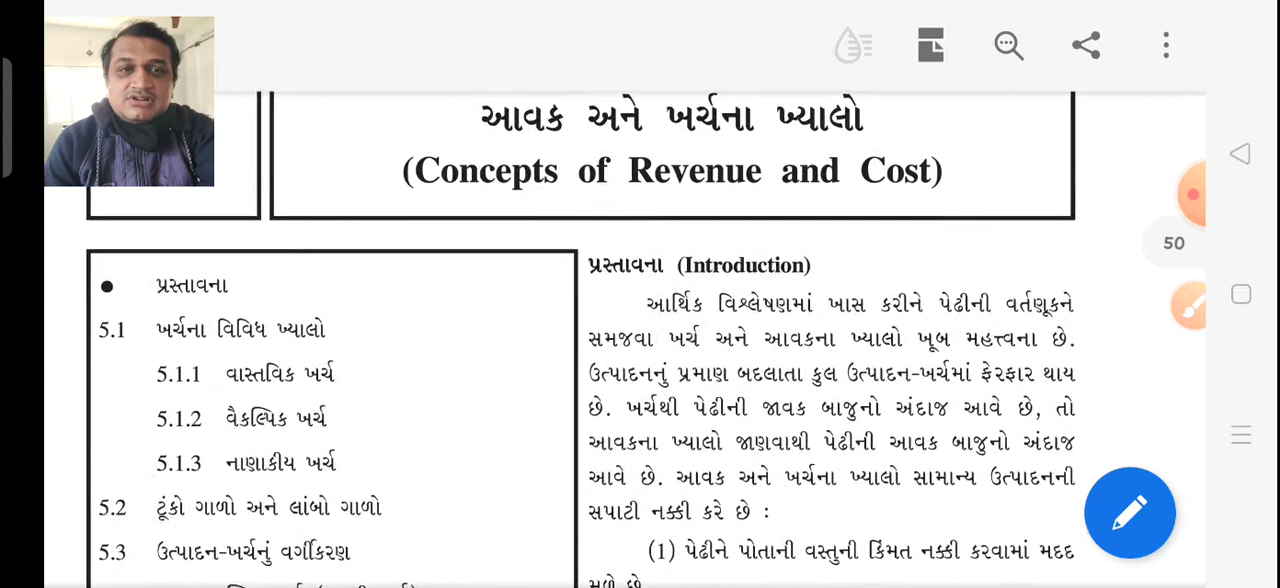 આવક અને ખર્ચના ખ્યાલો
(Concepts of Revenue and Cost)
● પ્રસ્તાવના
5.1 ખર્ચના વિવિધ ખ્યાલો
5.1.1 વાસ્તવિક ખર્ચ
5.1.2 વૈકલ્પિક ખર્ચ
5.1.3 નાણાકીય ખર્ચ
5.2 ટૂંકો ગાળો અને લાંબો ગાળો
5.3 ઉત્પાદન-ખર્ચનું વર્ગીકરણ
પ્રસ્તાવના (Introduction)
આર્થિક વિશ્લેષણમાં ખાસ કરીને પેઢીની વર્તણૂકને
સમજવા ખર્ચ અને આવકના ખ્યાલો ખૂબ મહત્ત્વના છે.
ઉત્પાદનનું પ્રમાણ બદલાતા કુલ ઉત્પાદન-ખર્ચમાં ફેરફાર થાય
છે. ખર્ચથી પેઢીની જાવક બાજુનો અંદાજ આવે છે, તો
આવકના ખ્યાલો જાણવાથી પેઢીની આવક બાજુનો અંદાજ
આવે છે. આવક અને ખર્ચના ખ્યાલો સામાન્ય ઉત્પાદનની
સપાટી નક્કી કરે છે :
(1) પેઢીને પોતાની વસ્તુની કિંમત નક્કી કરવામાં મદદ
મળે છે.
50